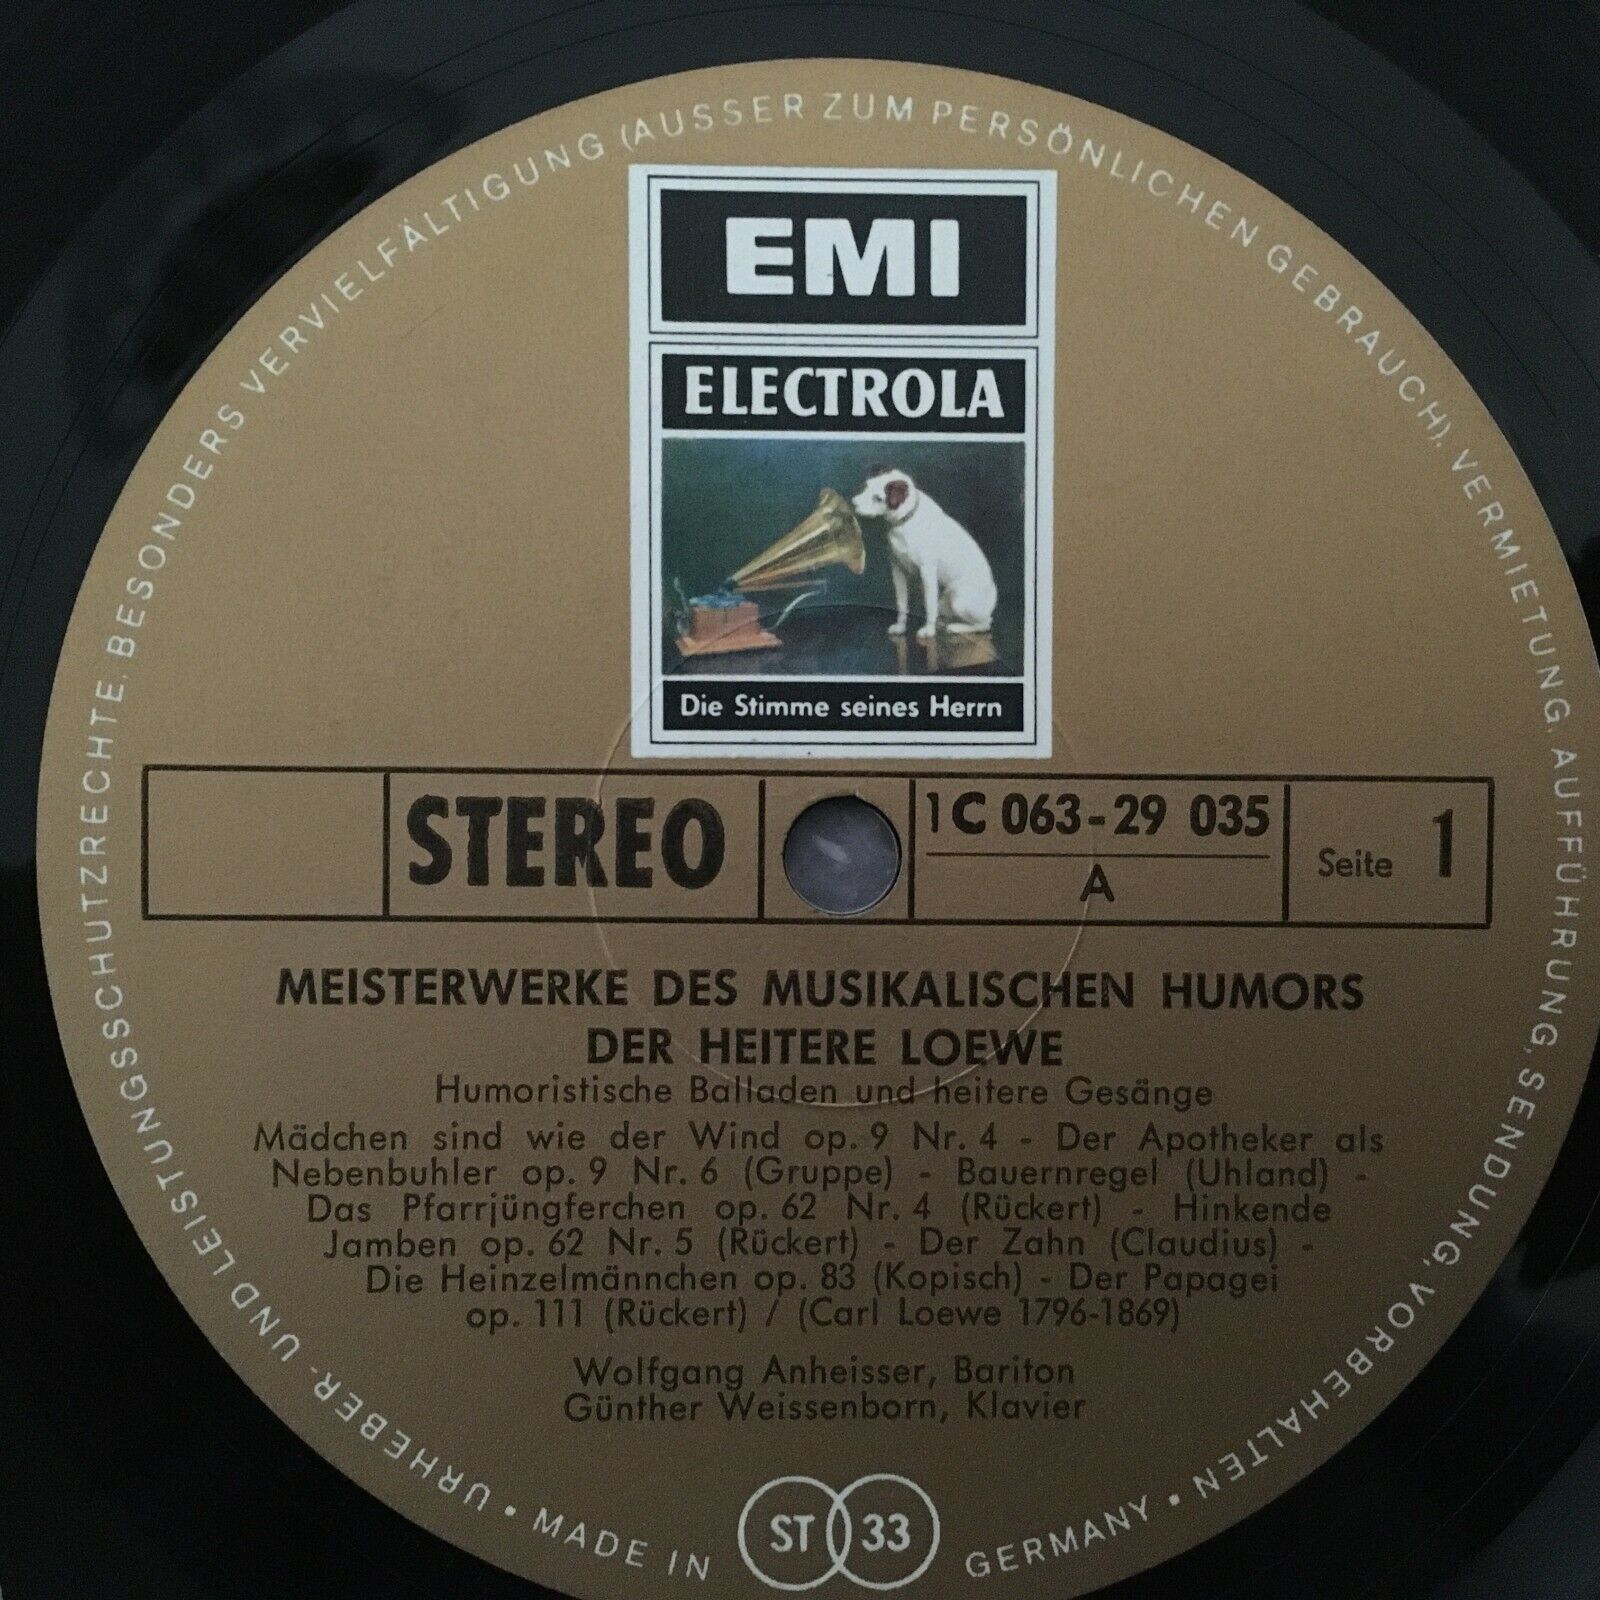 EMI
ELECTROLA
Die Stimme seines Herrn
STEREO
1C 063-29 035
A
Seite 1
MEISTERWERKE DES MUSIKALISCHEN HUMORS
DER HEITERE LOEWE
Humoristische Balladen und heitere Gesänge
Mädchen sind wie der Wind op. 9 Nr. 4 - Der Apotheker als
Nebenbuhler op. 9 Nr. 6 (Gruppe) - Bauernregel (Uhland) -
Das Pfarrjüngferchen op. 62 Nr. 4 (Rückert) - Hinkende
Jamben op. 62 Nr. 5 (Rückert) - Der Zahn (Claudius) -
Die Heinzelmännchen op. 83 (Kopisch) - Der Papagei
op. 111 (Rückert) / (Carl Loewe 1796-1869)
Wolfgang Anheisser, Bariton
Günther Weissenborn, Klavier
URHEBER- UND LEISTUNGSSCHUTZRECHTE, BESONDERS VERVIELFÄLTIGUNG (AUSSER ZUM PERSÖNLICHEN GEBRAUCH), VERMIETUNG, AUFFÜHRUNG, SENDUNG, VORBEHALTEN •
• MADE IN ST 33 GERMANY